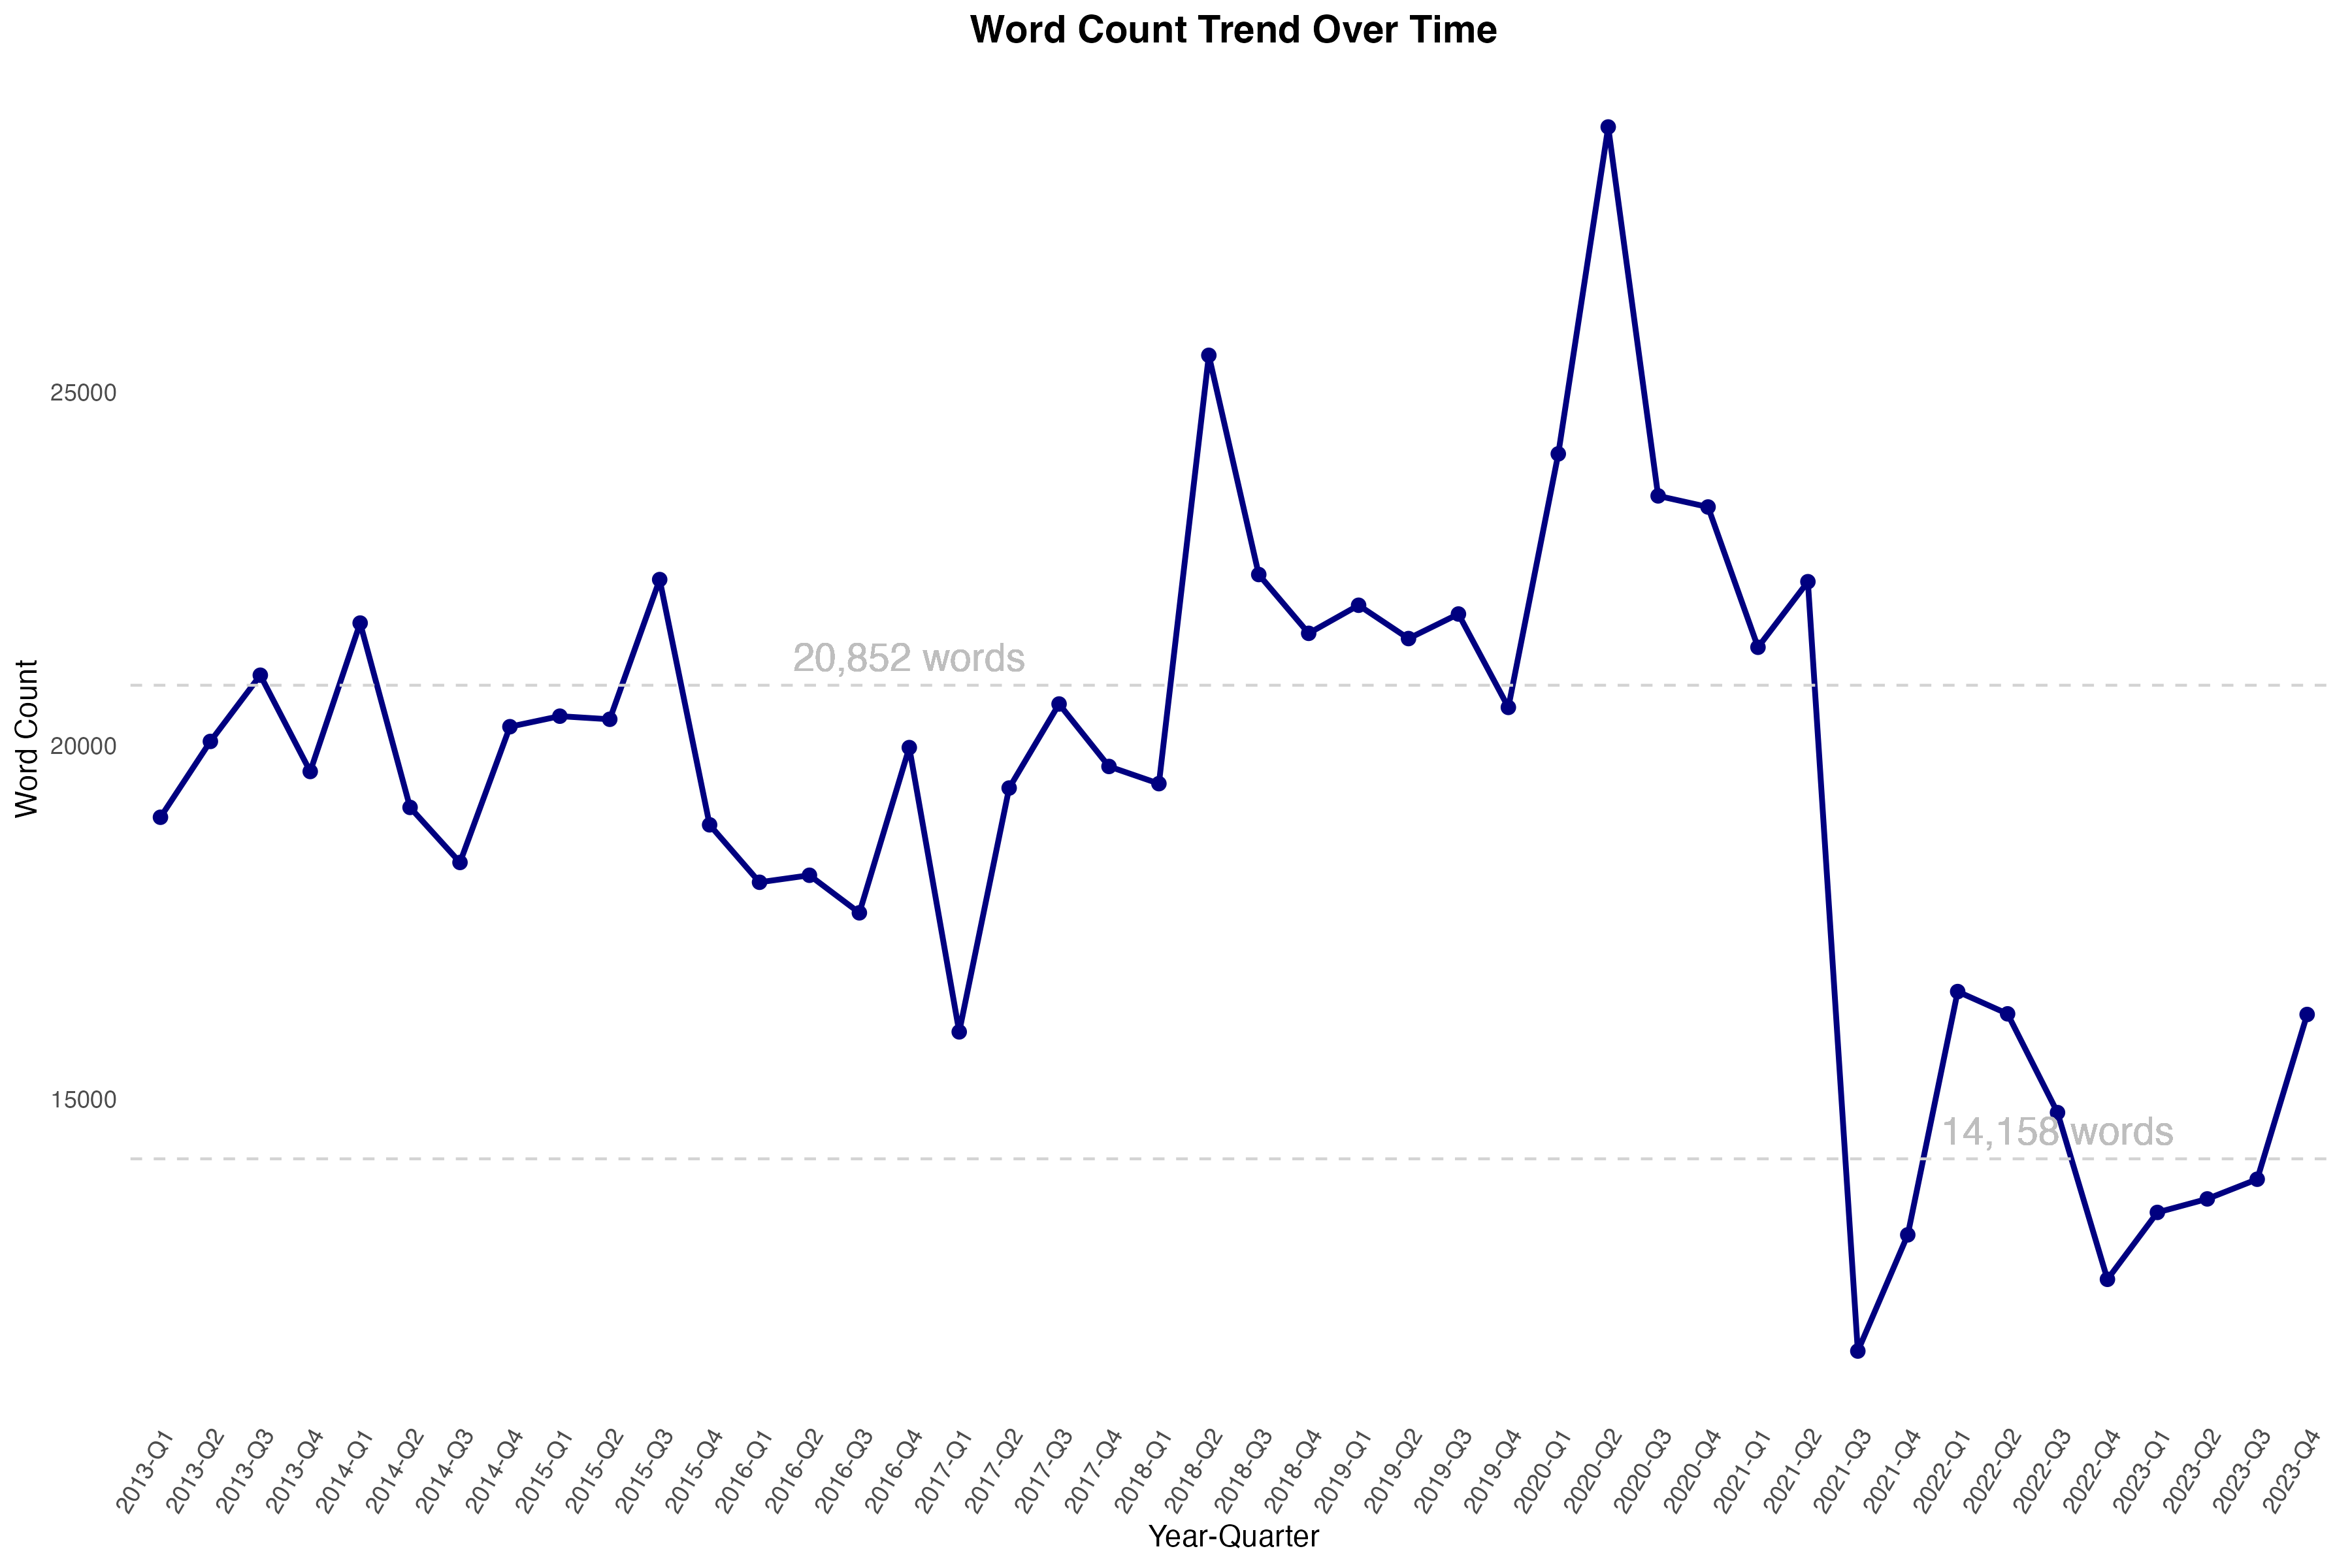 Word Count Trend Over Time
Word Count
25000
20000
15000
20,852 words
14,158 words
2013-Q1
2013-Q2
2013-Q3
2013-Q4
2014-Q1
2014-Q2
2014-Q3
2014-Q4
2015-Q1
2015-Q2
2015-Q3
2015-Q4
2016-Q1
2016-Q2
2016-Q3
2016-Q4
2017-Q1
2017-Q2
2017-Q3
2017-Q4
2018-Q1
2018-Q2
2018-Q3
2018-Q4
2019-Q1
2019-Q2
2019-Q3
2019-Q4
2020-Q1
2020-Q2
2020-Q3
2020-Q4
2021-Q1
2021-Q2
2021-Q3
2021-Q4
2022-Q1
2022-Q2
2022-Q3
2022-Q4
2023-Q1
2023-Q2
2023-Q3
2023-Q4
Year-Quarter